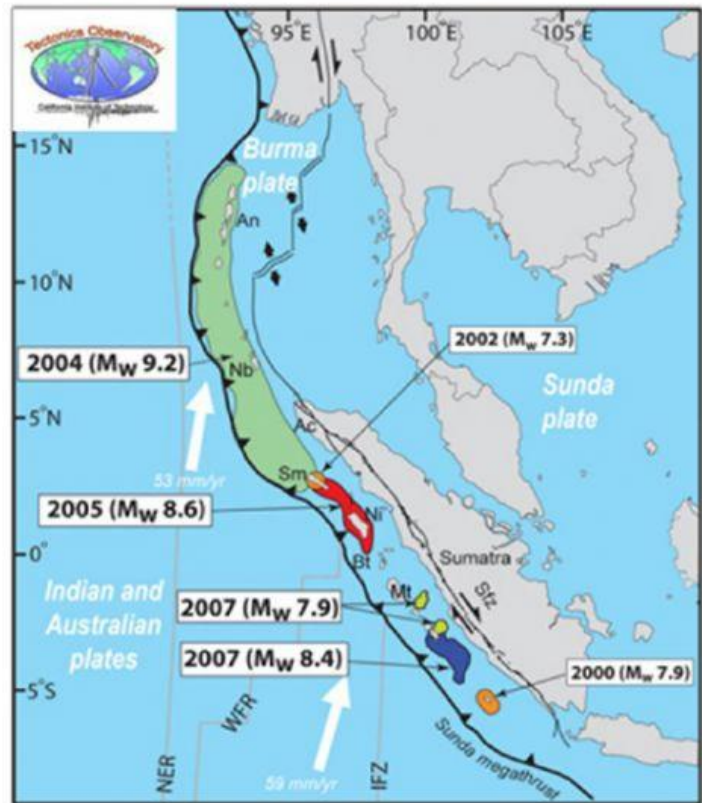 Tectonics Observatory
California Institute of Technology
95°E
100°E
105°E
15°N
Burma
plate
An
10°N
2002 (Mw 7.3)
2004 (Mw 9.2)
Nb
Sunda
plate
5°N
Ac
53 mm/yr
Sm
2005 (Mw 8.6)
Ni
0°
Bt
Sumatra
Indian and
Australian
plates
Mt
Sfz
2007 (Mw 7.9)
2007 (Mw 8.4)
2000 (Mw 7.9)
5°S
WFR
NER
59 mm/yr
IFZ
Sunda megathrust